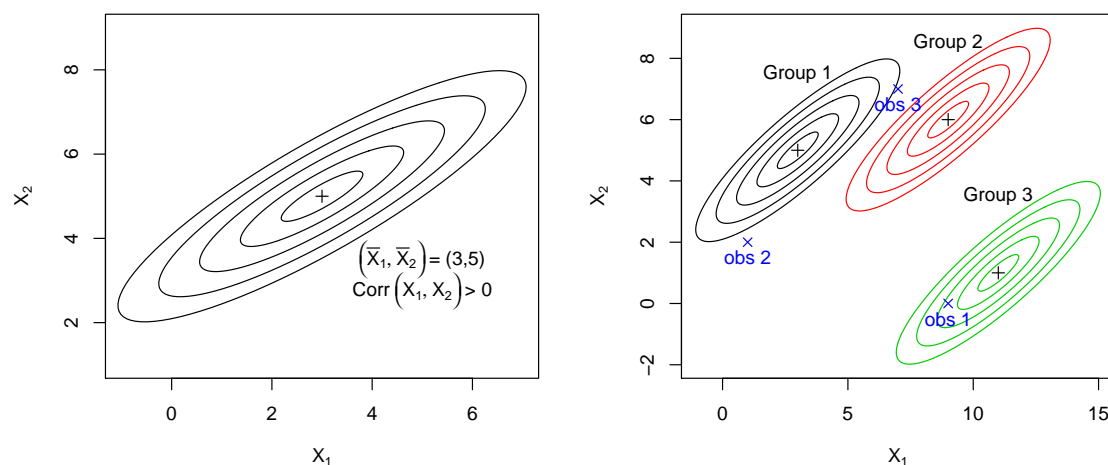 8
6
4
2
X₂
(X̅₁, X̅₂) = (3,5)
Corr (X₁, X₂) > 0
0 2 4 6
X₁
8
6
4
2
0
−2
X₂
Group 2
Group 1
obs 3
Group 3
obs 2
obs 1
0 5 10 15
X₁